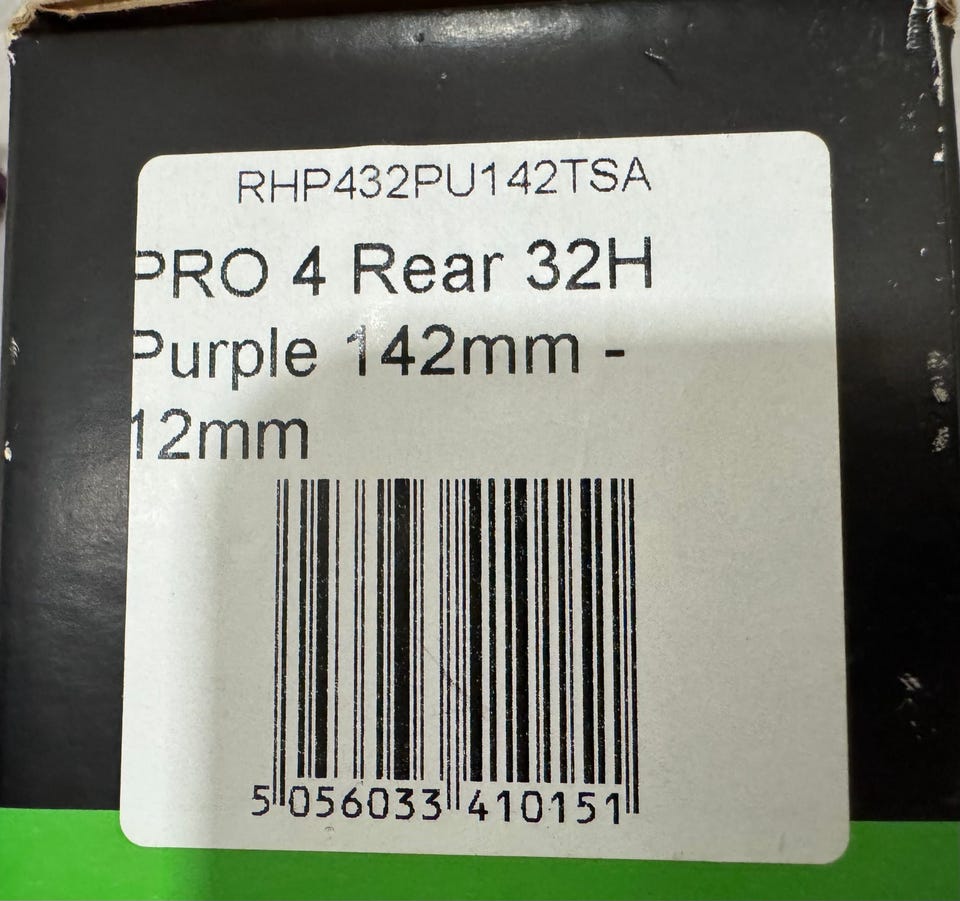 RHP432PU142TSA
PRO 4 Rear 32H
Purple 142mm -
12mm
5 056033 410151